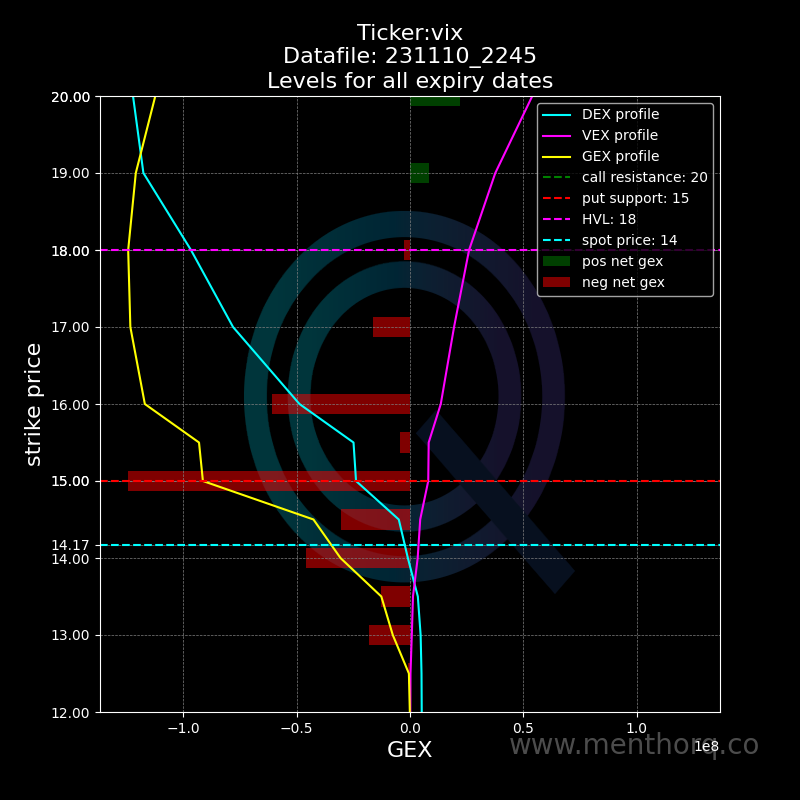 Ticker:vix
Datafile: 231110_2245
Levels for all expiry dates
DEX profile
VEX profile
GEX profile
call resistance: 20
put support: 15
HVL: 18
spot price: 14
pos net gex
neg net gex
strike price
20.00
19.00
18.00
17.00
16.00
15.00
14.17
14.00
13.00
12.00
−1.0 −0.5 0.0 0.5 1.0
1e8
GEX
www.menthorq.co